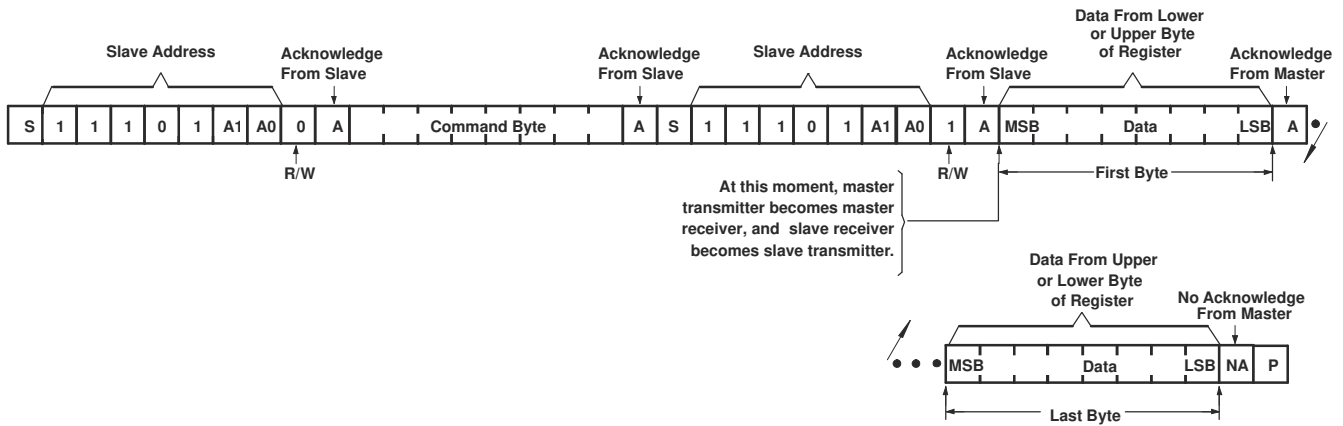 Slave Address
Acknowledge
From Slave
Acknowledge
From Slave
Slave Address
Acknowledge
From Slave
Data From Lower
or Upper Byte
of Register
Acknowledge
From Master
S 1 1 1 0 1 A1 A0 0 A Command Byte A S 1 1 1 0 1 A1 A0 1 A MSB Data LSB A
R/W
R/W
First Byte
At this moment, master
transmitter becomes master
receiver, and slave receiver
becomes slave transmitter.
Data From Upper
or Lower Byte
of Register
No Acknowledge
From Master
MSB Data LSB NA P
Last Byte